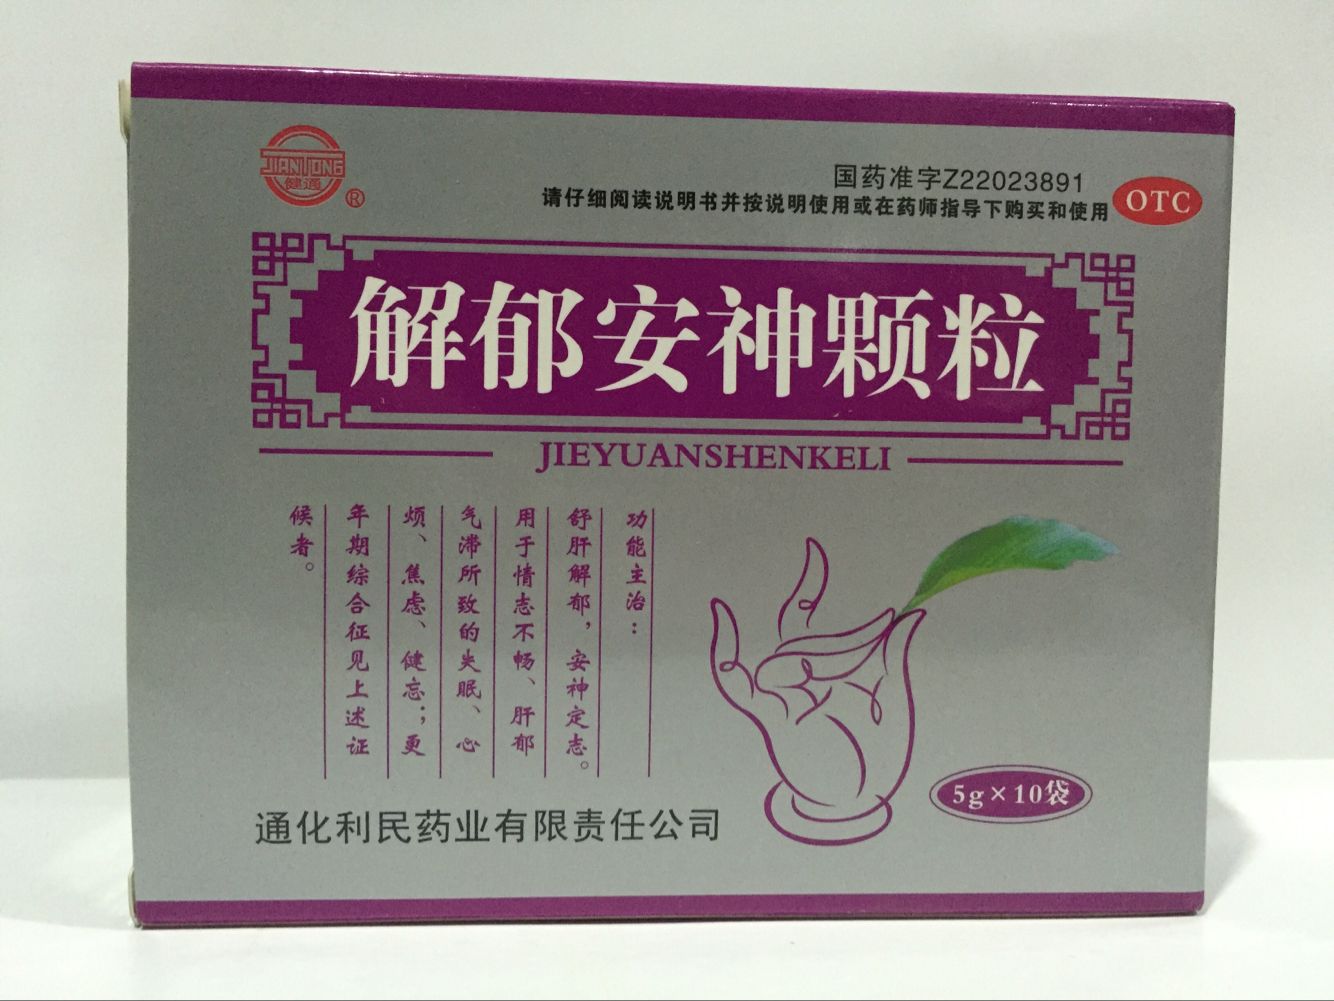 JIANTONG
健通
®
国药准字Z22023891
请仔细阅读说明书并按说明使用或在药师指导下购买和使用
OTC
解郁安神颗粒
JIEYUANSHENKELI
功能主治：
舒肝解郁，安神定志。
用于情志不畅、肝郁
气滞所致的失眠、心
烦、焦虑、健忘；更
年期综合征见上述证
候者。
5g×10袋
通化利民药业有限责任公司